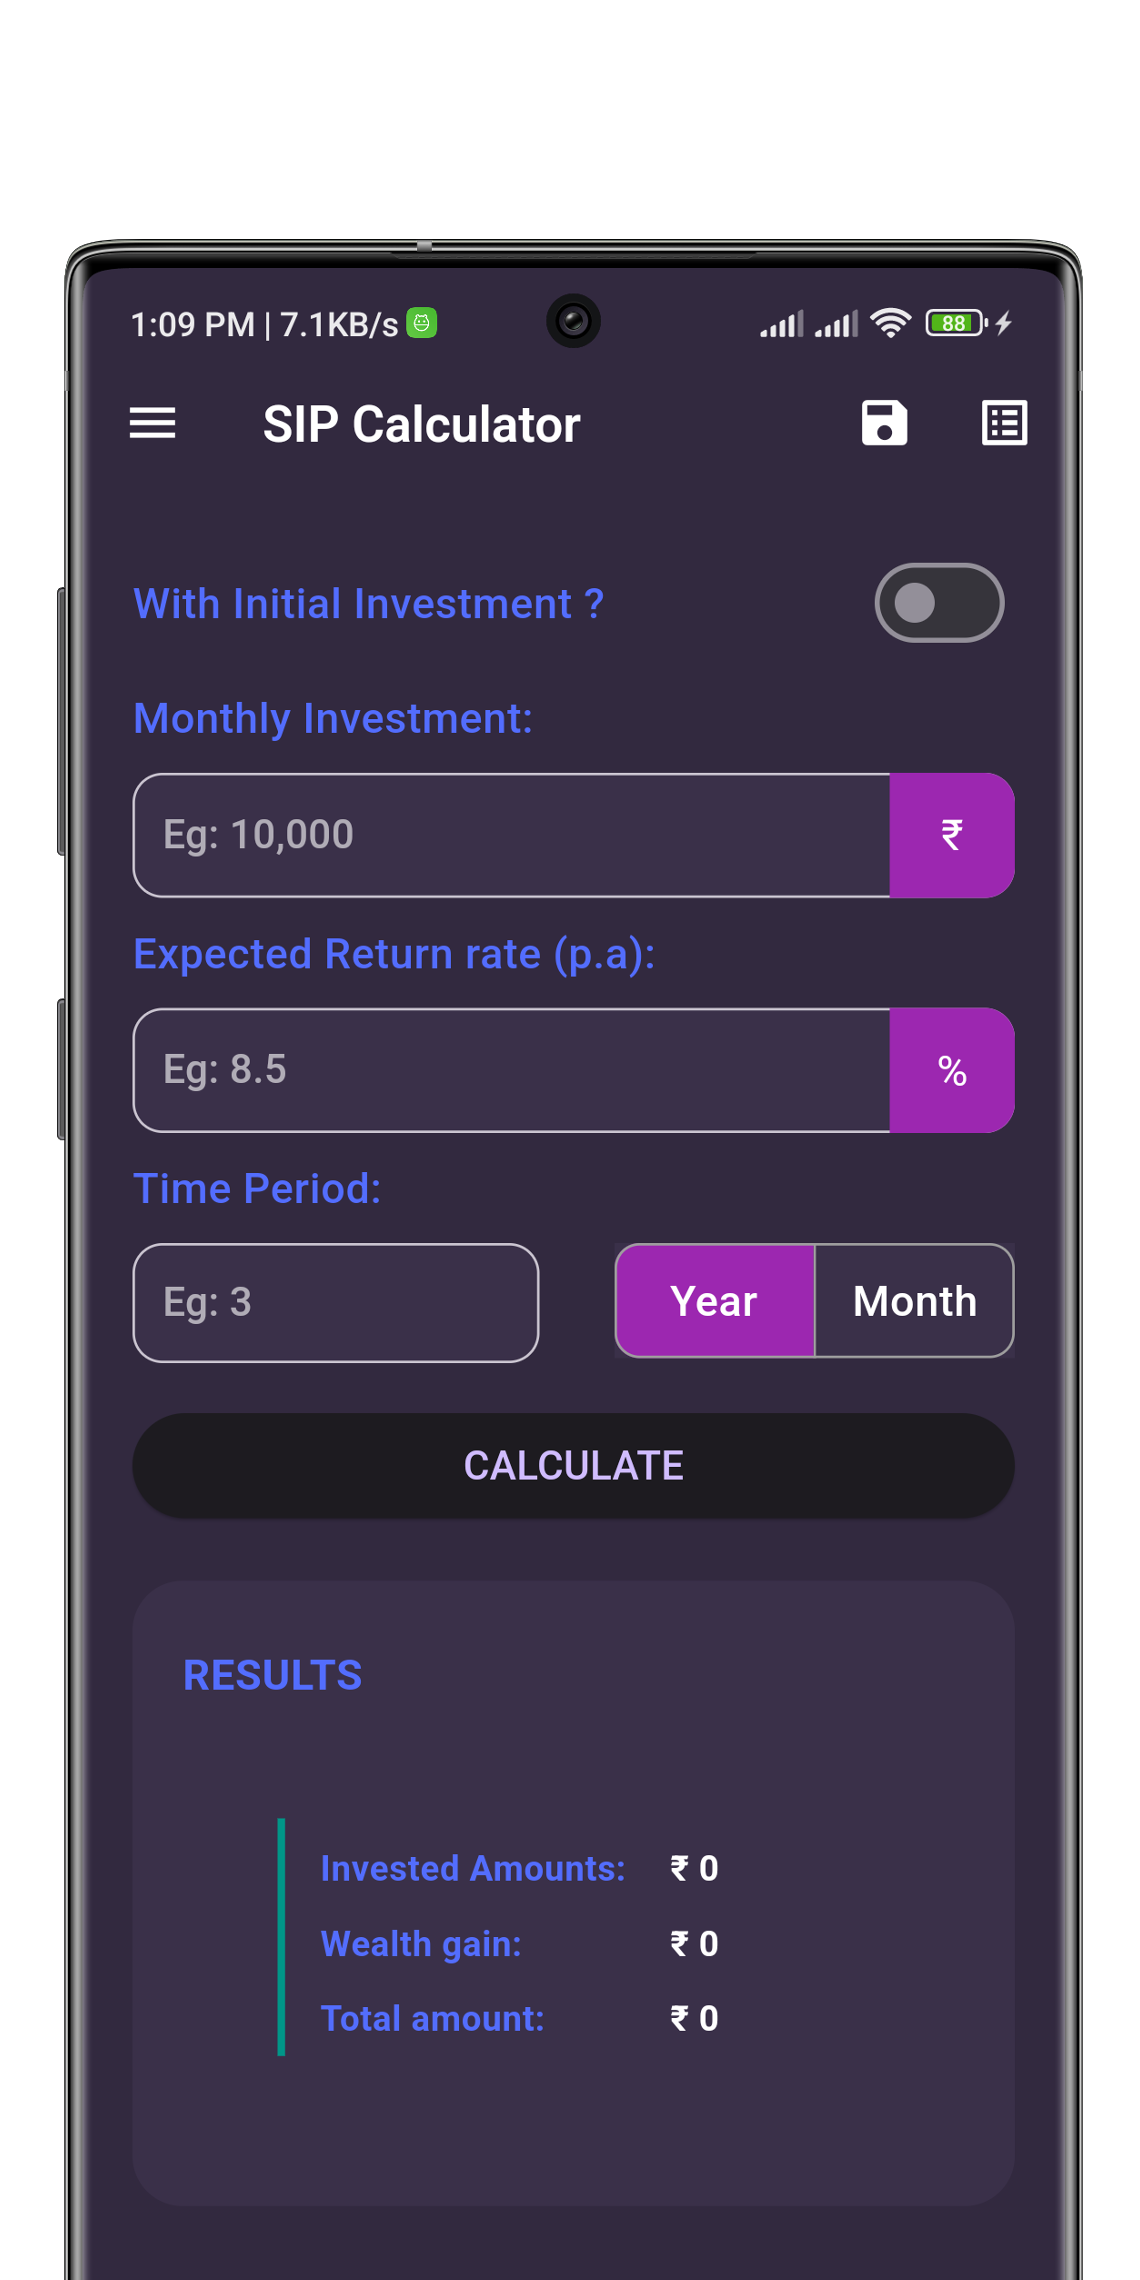 1:09 PM | 7.1KB/s 88
SIP Calculator
With Initial Investment ?
Monthly Investment:
Eg: 10,000 ₹
Expected Return rate (p.a):
Eg: 8.5 %
Time Period:
Eg: 3 Year Month
CALCULATE
RESULTS
Invested Amounts: ₹ 0
Wealth gain: ₹ 0
Total amount: ₹ 0